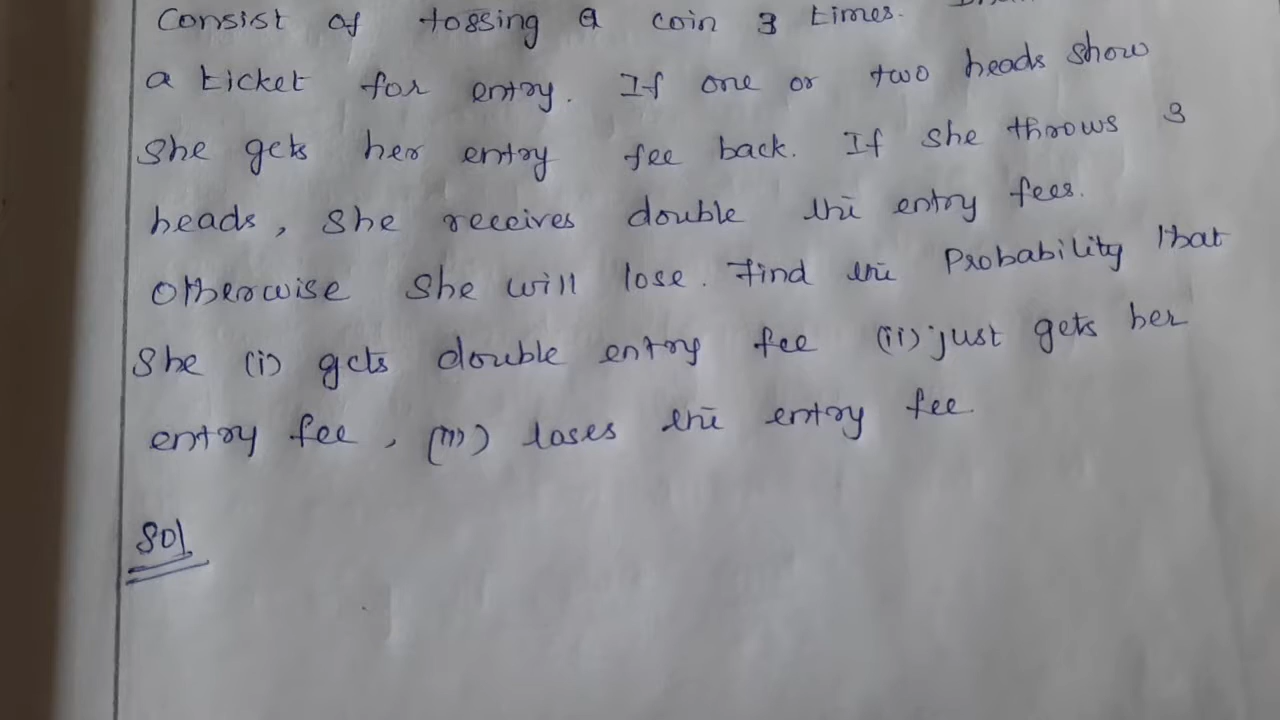 Consist of tossing a coin 3 times.
a ticket for entry. If one or two heads show
she gets her entry fee back. If she throws 3
heads, she receives double the entry fees.
otherwise she will lose. Find the Probability that
she (i) gets double entry fee (ii) just gets her
entry fee, (iii) loses the entry fee
Sol